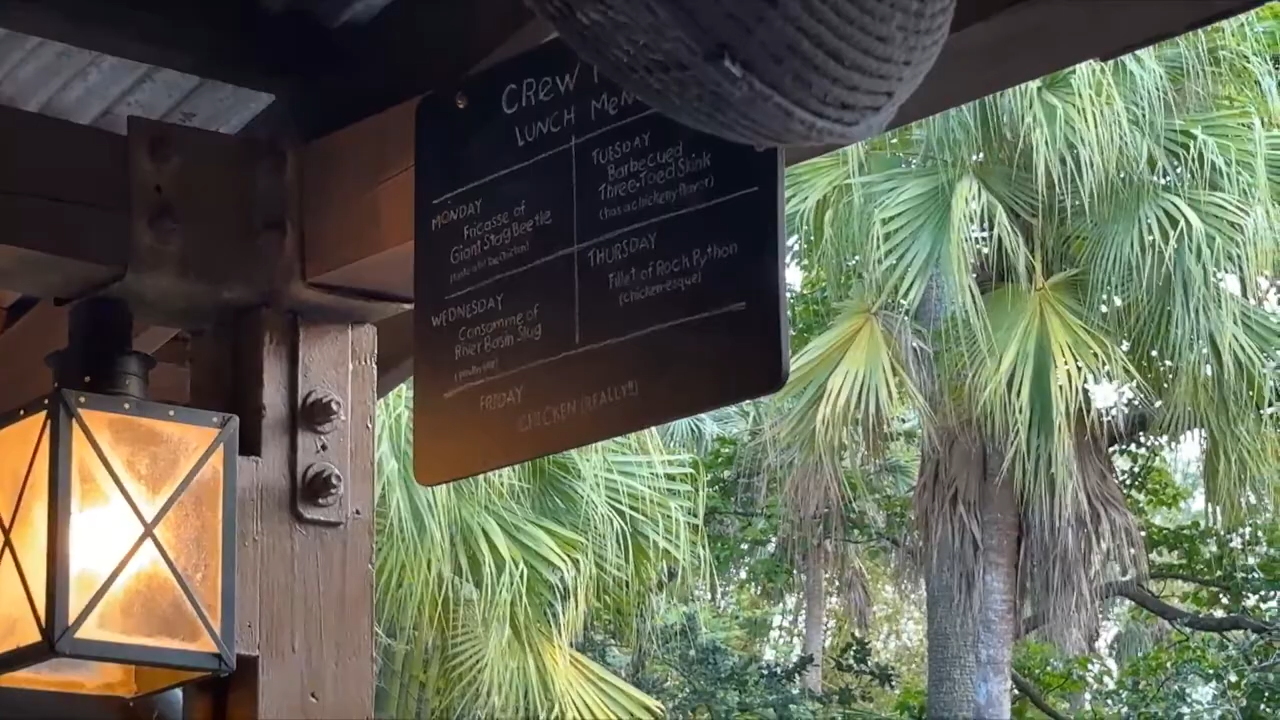 CREW
LUNCH MEN
MONDAY
Fricasse of
Giant Stag Beetle
TUESDAY
Barbecued
Three-Toed Skink
(has a chickeny flavor)
WEDNESDAY
Consomme of
River Basin Slug
THURSDAY
Fillet of Rock Python
(chicken-esque)
FRIDAY
CHICKEN (REALLY!!)